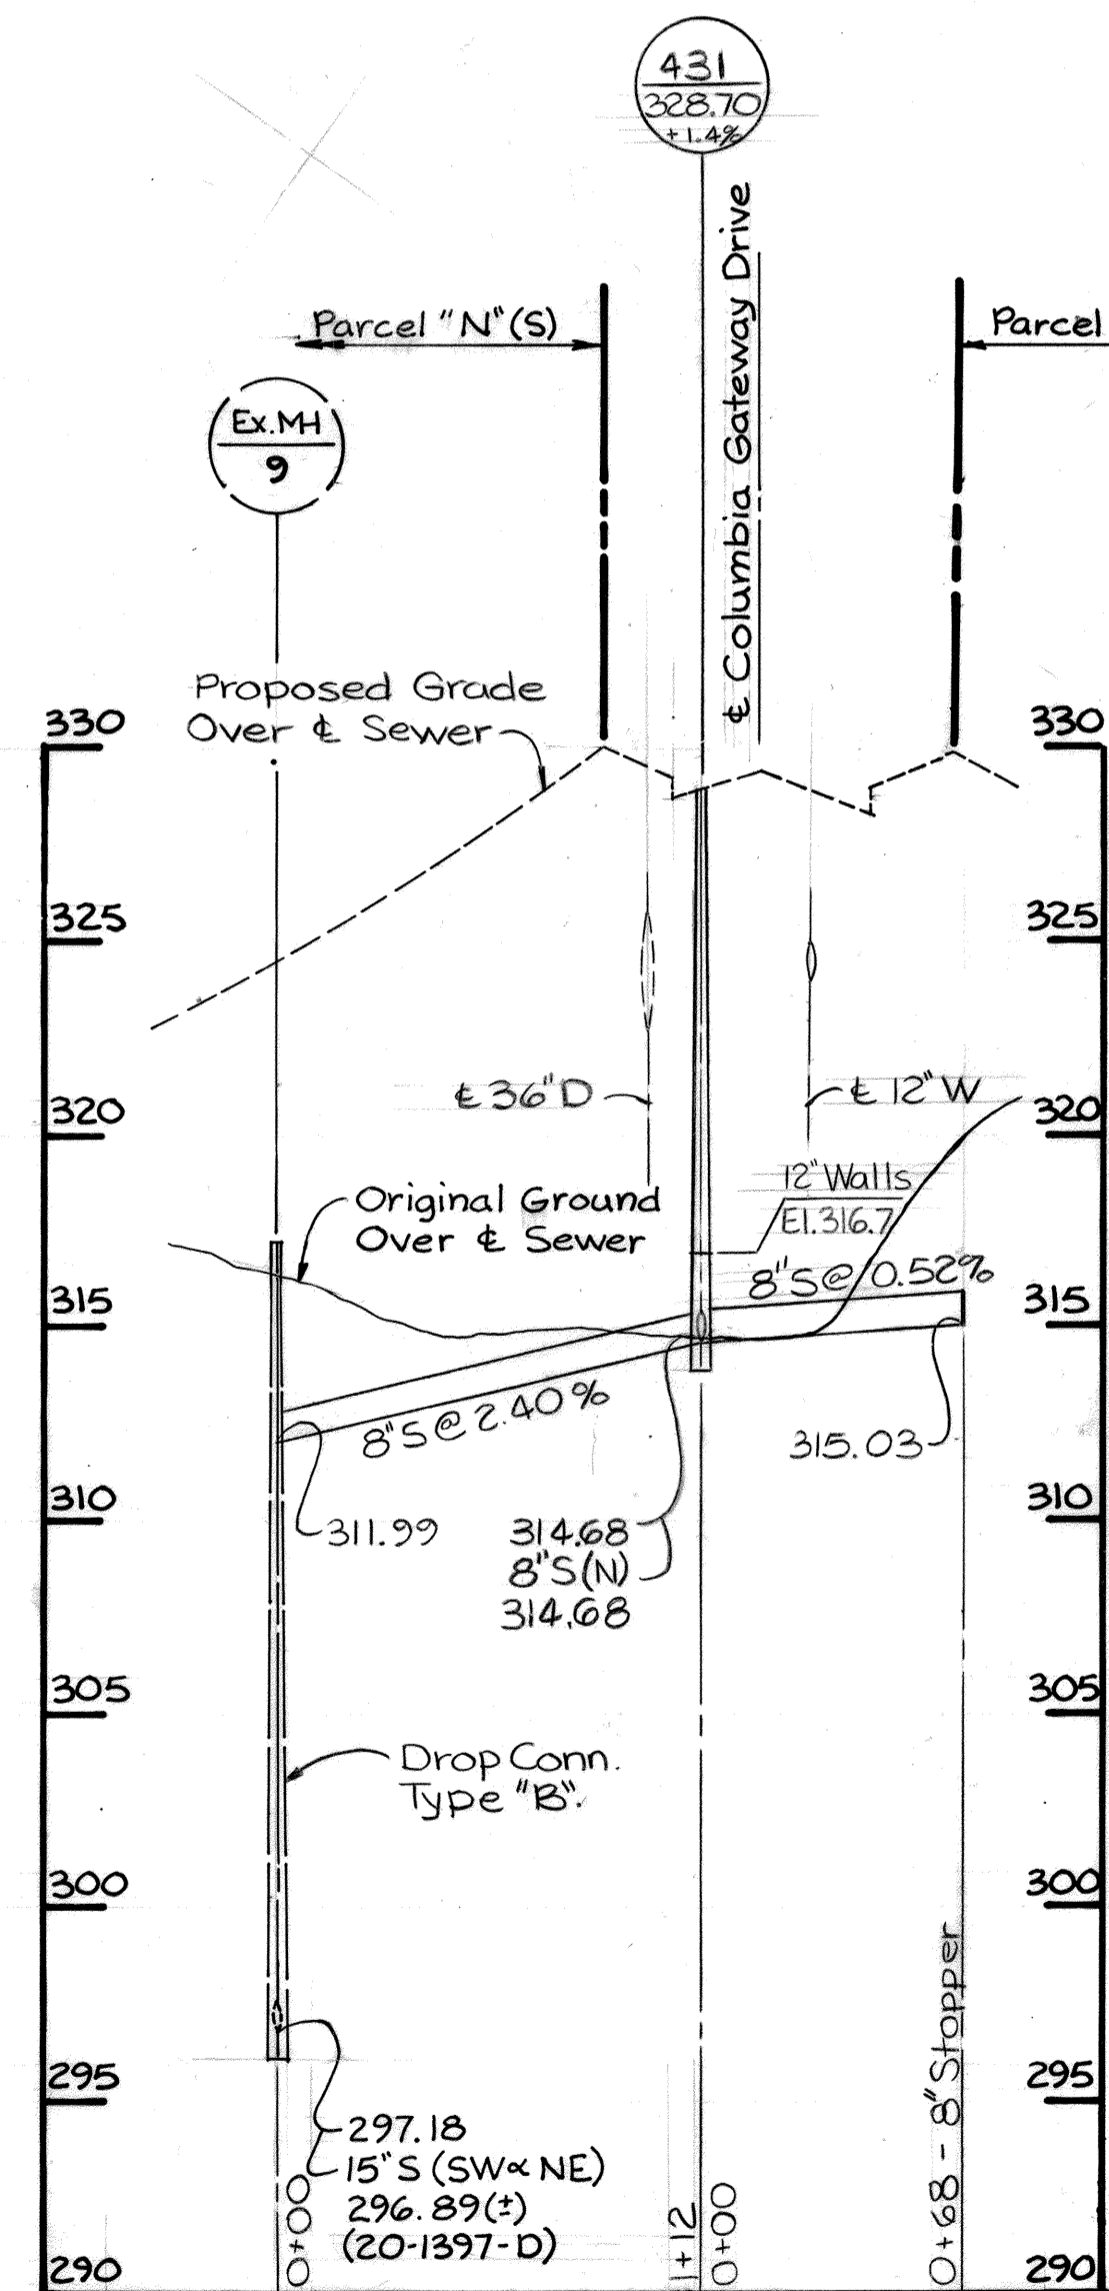 431
328.70
+1.4%
℄ Columbia Gateway Drive
Parcel "N" (S)
Parcel
Ex. MH
9
Proposed Grade
Over ℄ Sewer
330
330
325
325
℄ 36" D
℄ 12" W
320
320
12" Walls
El. 316.7
Original Ground
Over ℄ Sewer
8" S @ 0.52%
315
315
8" S @ 2.40%
315.03
310
310
311.99
314.68
8" S (N)
314.68
305
305
Drop Conn.
Type "B".
300
300
0+68 - 8" Stopper
295
295
297.18
15" S (SW & NE)
296.89 (±)
(20-1397-D)
0+00
1+12
0+00
290
290